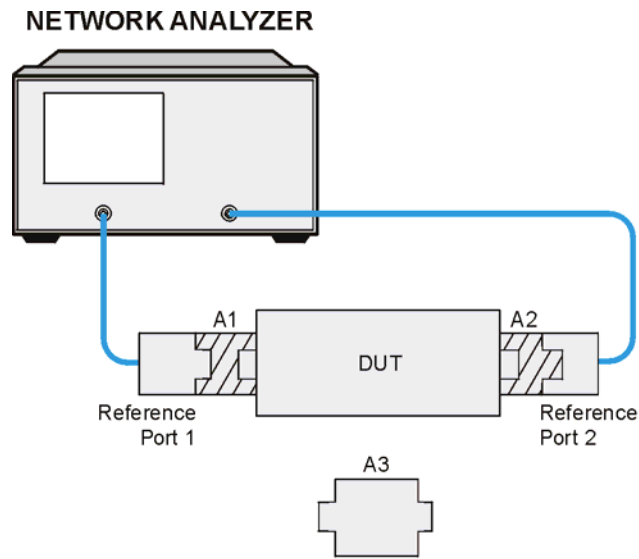 NETWORK ANALYZER
A1
A2
DUT
Reference
Port 1
Reference
Port 2
A3